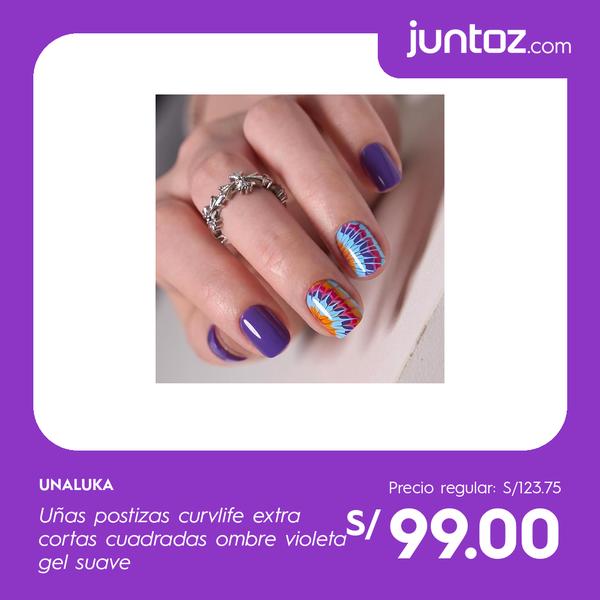 juntoz.com
UNALUKA
Uñas postizas curvlife extra
cortas cuadradas ombre violeta
gel suave
Precio regular: S/123.75
S/ 99.00